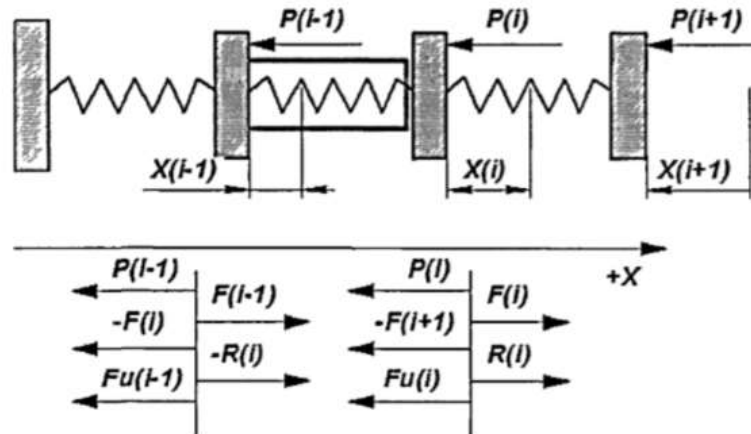 P(i-1) P(i) P(i+1)
X(i-1) X(i) X(i+1)
+X
P(i-1) P(i)
F(i-1) F(i)
-F(i) -F(i+1)
-R(i) R(i)
Fu(i-1) Fu(i)